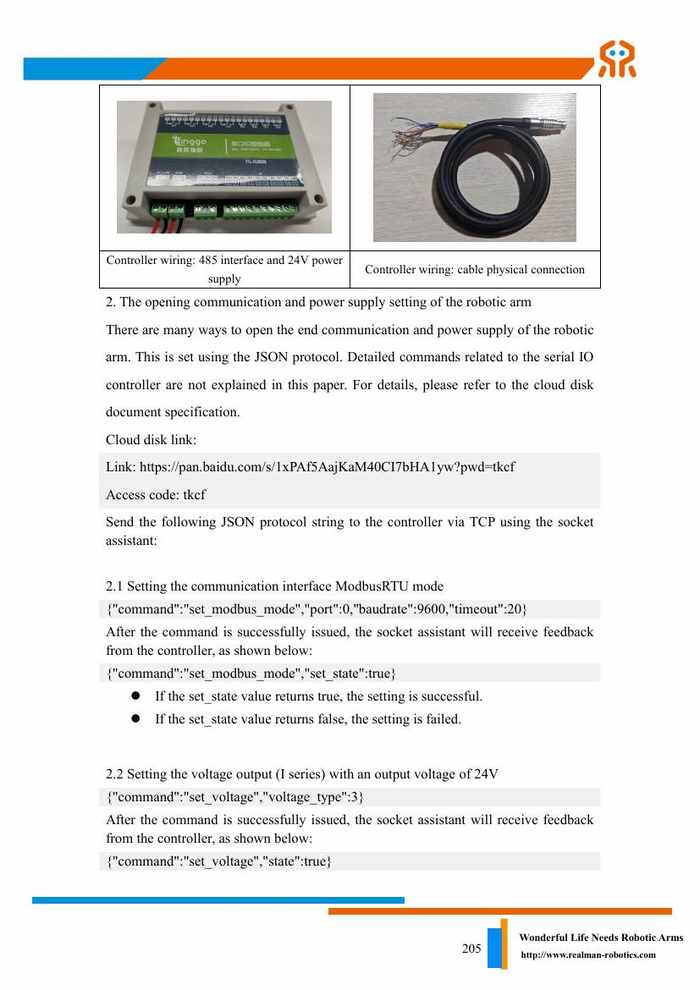 Tinggo
TL-IO808
Controller wiring: 485 interface and 24V power
supply
Controller wiring: cable physical connection
2. The opening communication and power supply setting of the robotic arm
There are many ways to open the end communication and power supply of the robotic
arm. This is set using the JSON protocol. Detailed commands related to the serial IO
controller are not explained in this paper. For details, please refer to the cloud disk
document specification.
Cloud disk link:
Link: https://pan.baidu.com/s/1xPAf5AajKaM40CI7bHA1yw?pwd=tkcf
Access code: tkcf
Send the following JSON protocol string to the controller via TCP using the socket
assistant:
2.1 Setting the communication interface ModbusRTU mode
{"command":"set_modbus_mode","port":0,"baudrate":9600,"timeout":20}
After the command is successfully issued, the socket assistant will receive feedback
from the controller, as shown below:
{"command":"set_modbus_mode","set_state":true}
● If the set_state value returns true, the setting is successful.
● If the set_state value returns false, the setting is failed.
2.2 Setting the voltage output (I series) with an output voltage of 24V
{"command":"set_voltage","voltage_type":3}
After the command is successfully issued, the socket assistant will receive feedback
from the controller, as shown below:
{"command":"set_voltage","state":true}
205
Wonderful Life Needs Robotic Arms
http://www.realman-robotics.com